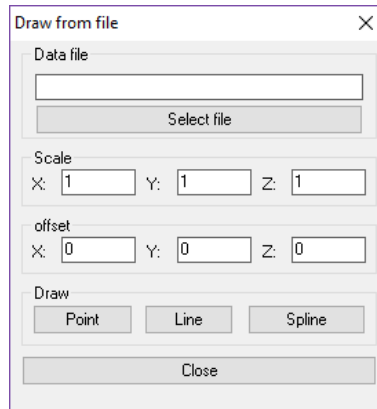 Draw from file
Data file
Select file
Scale
X: 1 Y: 1 Z: 1
offset
X: 0 Y: 0 Z: 0
Draw
Point Line Spline
Close